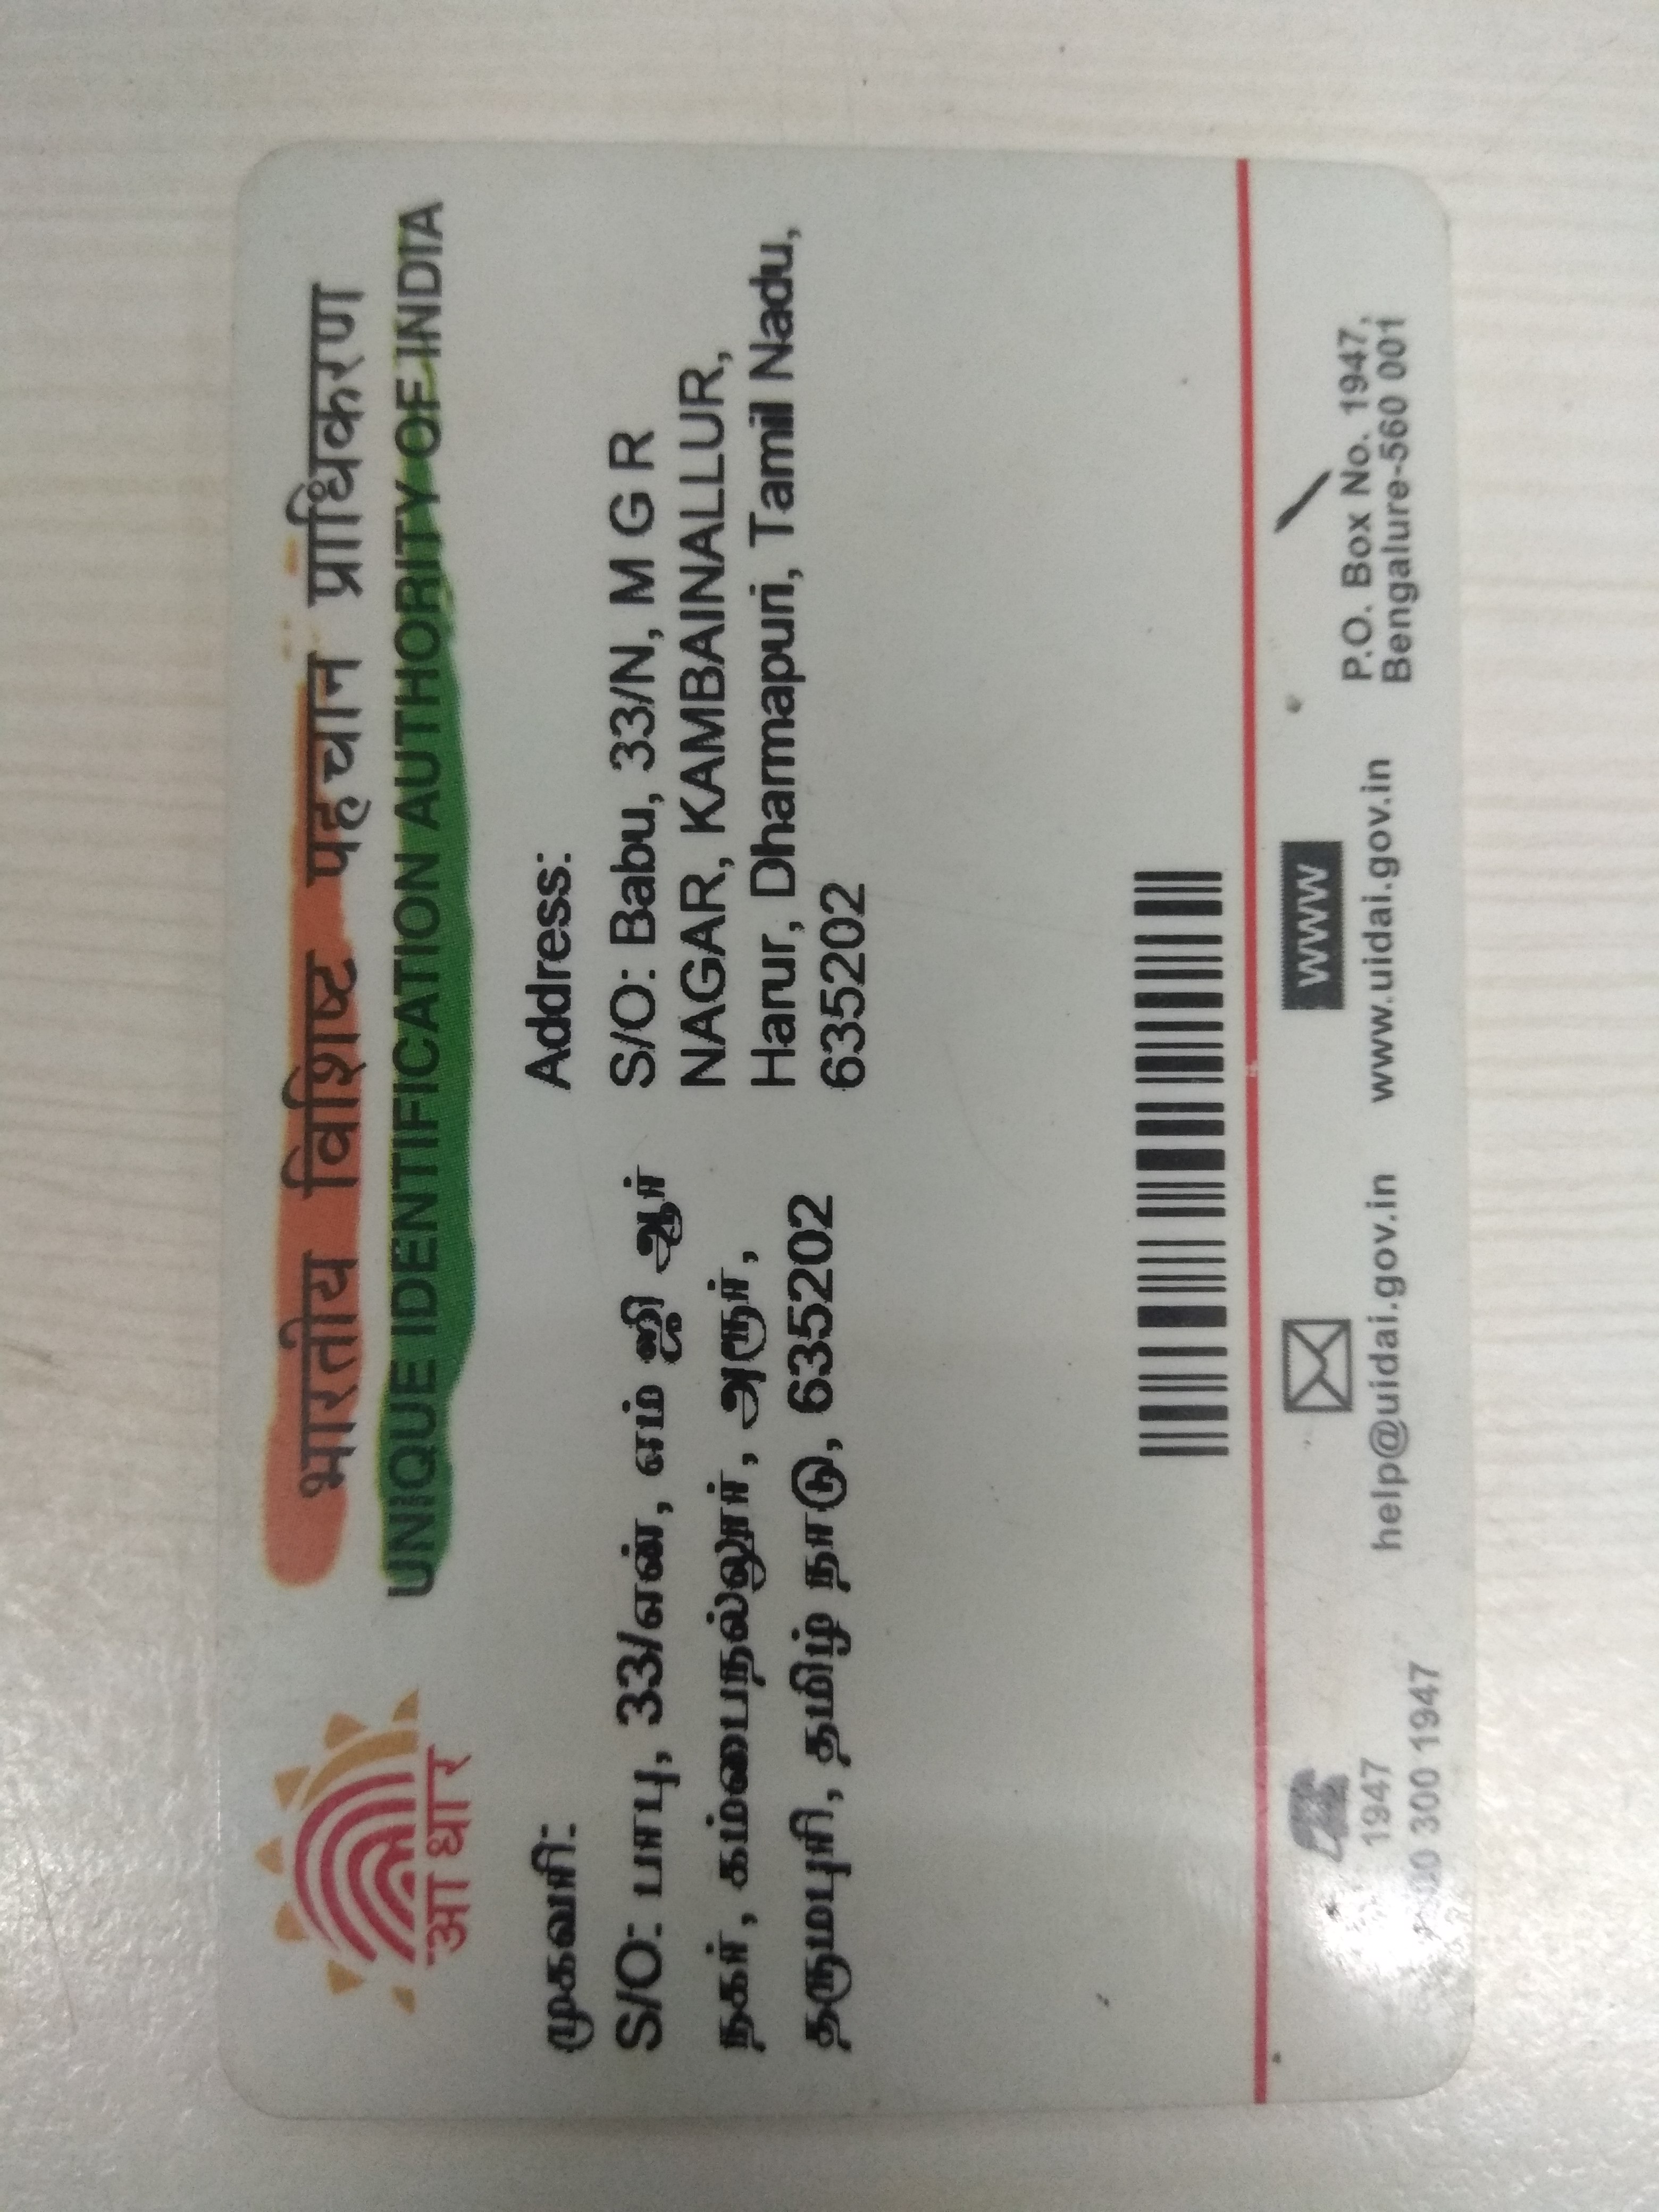 भारतीय विशिष्ट पहचान प्राधिकरण
UNIQUE IDENTIFICATION AUTHORITY OF INDIA
आधार
முகவரி:
S/O: பாபு, 33/என், எம் ஜி ஆர்
நகர், கம்பைநல்லூர், அரூர்,
தருமபுரி, தமிழ் நாடு, 635202
Address:
S/O: Babu, 33/N, M G R
NAGAR, KAMBAINALLUR,
Harur, Dharmapuri, Tamil Nadu,
635202
1947
300 1947
help@uidai.gov.in
WWW
www.uidai.gov.in
P.O. Box No. 1947,
Bengalure-560 001